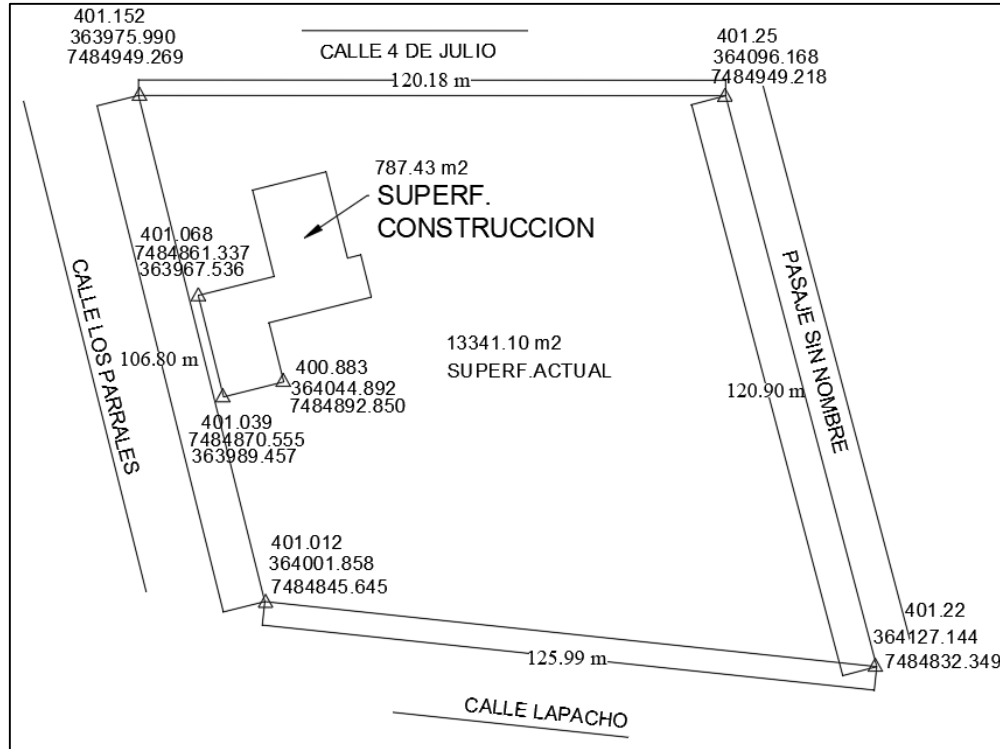 401.152
363975.990
7484949.269
CALLE 4 DE JULIO
120.18 m
401.25
364096.168
7484949.218
787.43 m2
SUPERF.
CONSTRUCCION
401.068
7484861.337
363967.536
CALLE LOS PARRALES
106.80 m
400.883
364044.892
7484892.850
401.039
7484870.555
363989.457
13341.10 m2
SUPERF.ACTUAL
120.90 m
PASAJE SIN NOMBRE
401.012
364001.858
7484845.645
401.22
364127.144
7484832.349
125.99 m
CALLE LAPACHO